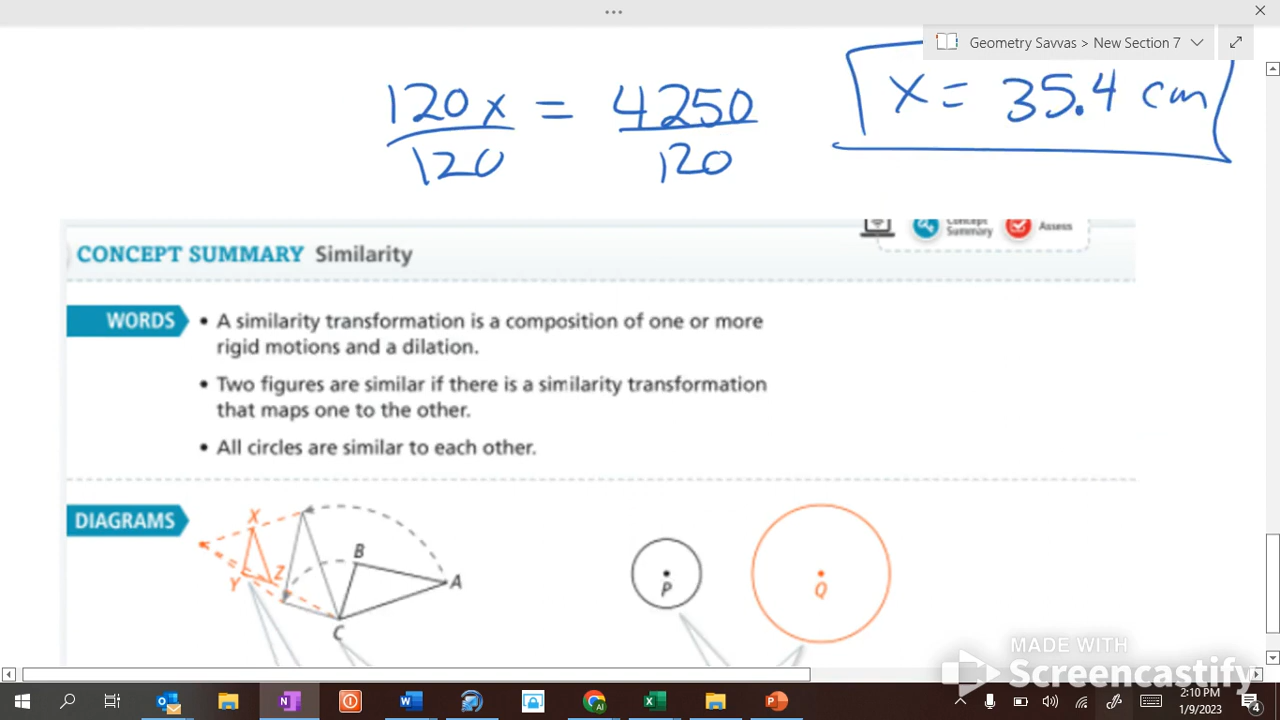 Geometry Savvas > New Section 7
120x = 4250
120 120
x = 35.4 cm
CONCEPT SUMMARY Similarity
Concept
Summary
Assess
WORDS
• A similarity transformation is a composition of one or more
rigid motions and a dilation.
• Two figures are similar if there is a similarity transformation
that maps one to the other.
• All circles are similar to each other.
DIAGRAMS
X
B
Z
Y
A
C
P
Q
MADE WITH
Screencastify
2:10 PM
1/9/2023
4